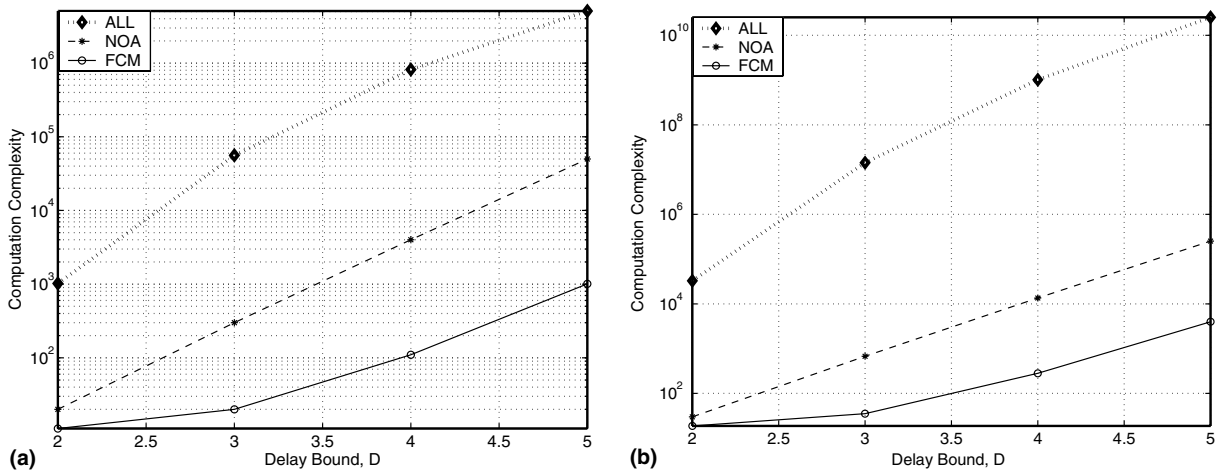 ALL
NOA
FCM
10^6
10^5
10^4
10^3
10^2
Computation Complexity
2 2.5 3 3.5 4 4.5 5
Delay Bound, D
(a)
ALL
NOA
FCM
10^10
10^8
10^6
10^4
10^2
Computation Complexity
2 2.5 3 3.5 4 4.5 5
Delay Bound, D
(b)